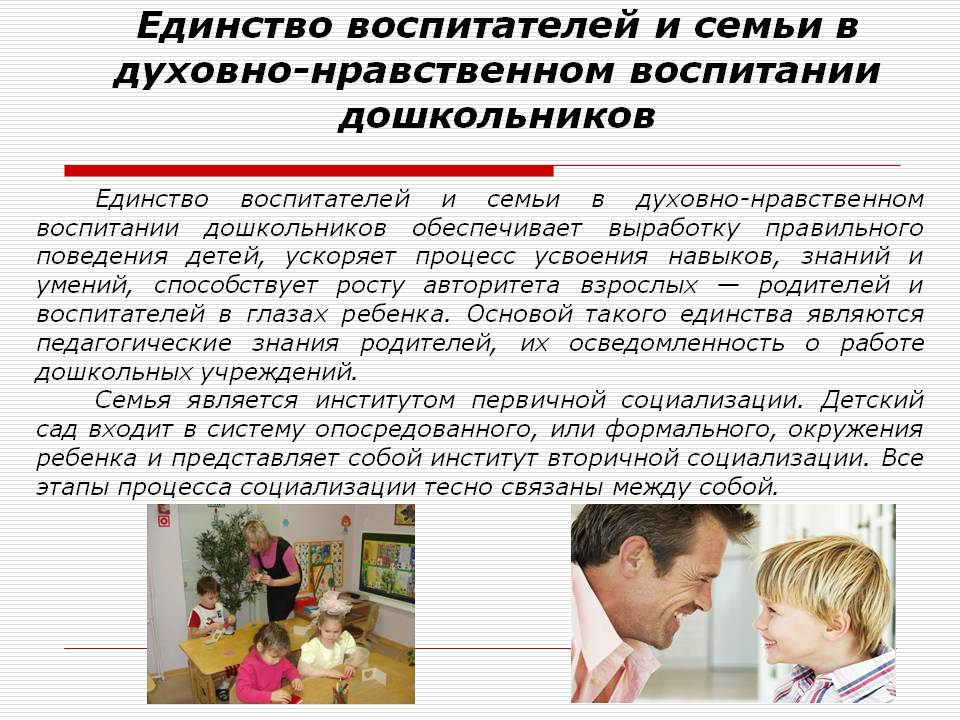 Единство воспитателей и семьи в
духовно-нравственном воспитании
дошкольников
Единство воспитателей и семьи в духовно-нравственном
воспитании дошкольников обеспечивает выработку правильного
поведения детей, ускоряет процесс усвоения навыков, знаний и
умений, способствует росту авторитета взрослых — родителей и
воспитателей в глазах ребенка. Основой такого единства являются
педагогические знания родителей, их осведомленность о работе
дошкольных учреждений.
Семья является институтом первичной социализации. Детский
сад входит в систему опосредованного, или формального, окружения
ребенка и представляет собой институт вторичной социализации. Все
этапы процесса социализации тесно связаны между собой.